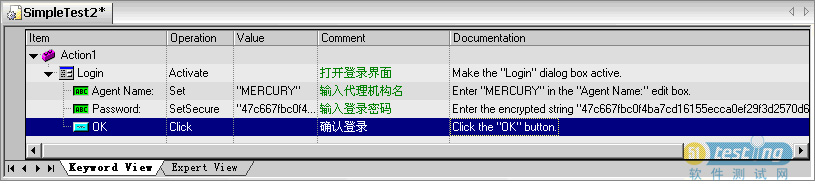 SimpleTest2*
Item Operation Value Comment Documentation
Action1
Login Activate 打开登录界面 Make the "Login" dialog box active.
Agent Name: Set "MERCURY" 输入代理机构名 Enter "MERCURY" in the "Agent Name:" edit box.
Password: SetSecure "47c667fbc0f4... 输入登录密码 Enter the encrypted string "47c667fbc0f4ba7cd16155ecca0ef29f3d2570d6
OK Click 确认登录 Click the "OK" button.
Keyword View Expert View
51testing
软件测试网